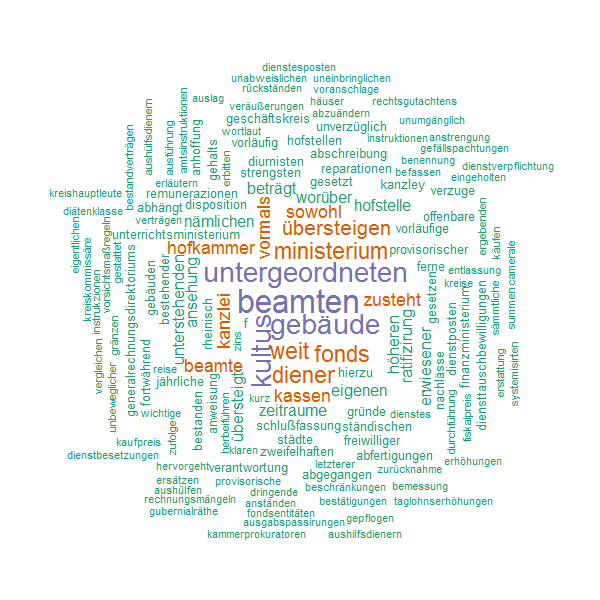 dienstesposten
unabweislichen uneinbringlichen
rückständen voranschlage
auslag veräußerungen häuser rechtsgutachtens
abzuändern
geschäftskreis unverzüglich unumgänglich
wortlaut
vorläufig hofstellen instruktionen anstrengung
gefällspachtungen
abschreibung benennung
diurnisten reparationen dienstverpflichtung
befassen eingeholten
strengsten gesetzt kanzley
erläutern beträgt verzuge
kreishauptleute remunerazionen worüber
diätenklasse abhängt disposition sowohl hofstelle
verträgen nämlichen offenbare
unterrichtsministerium übersteigen vorläufige
hofkammer ministerium provisorischer
untergeordneten ferne entlassung
kreise
beamten zusteht
rheinisch gebäude
f
weit fonds
reise beamte diener hierzu
jährliche eigenen
kurz kassen
wichtige zeitraume gründe dienstes
schlußfassung ständischen
kaufpreis städte freiwilliger
klaren zweifelhaften abfertigungen
dienstbesetzungen letzterer erhöhungen
hervorgeht verantwortung zurücknahme
ersätzen provisorische abgegangen
aushülfen beschränkungen bemessung
dringende
rechnungsmängeln anständen bestätigungen taglohnserhöhungen
gubernialräthe fondsentitäten gepflogen
ausgabspassirungen
kammerprokuratoren aushilfsdienern
bestandverträgen
aushülfsdienern
ausführung
amtsinstruktionen
anhoffung
gehalts
erbitten
vormals
eigentlichen
kreiskommissäre
instrukzionen
vorsichtsmaßregeln
gestattet
vergleichen
gränzen
unbeweglicher
generalrechnungsdirektoriums
fortwährend
gebäuden
bestehender
unterstehenden
ansehung
kanzlei
kultus
zins
übersteigt
anweisung
bestanden
zufolge
herbeiführen
höheren
ratifizirung
erwiesener
gesetzen
nachlässe
dienstposten
durchführung
finanzministerium
fiskalpreis
diensttauschbewilligungen
ergebenden
käufen
sämmtliche
camerale
summen
erstattung
systemisirten